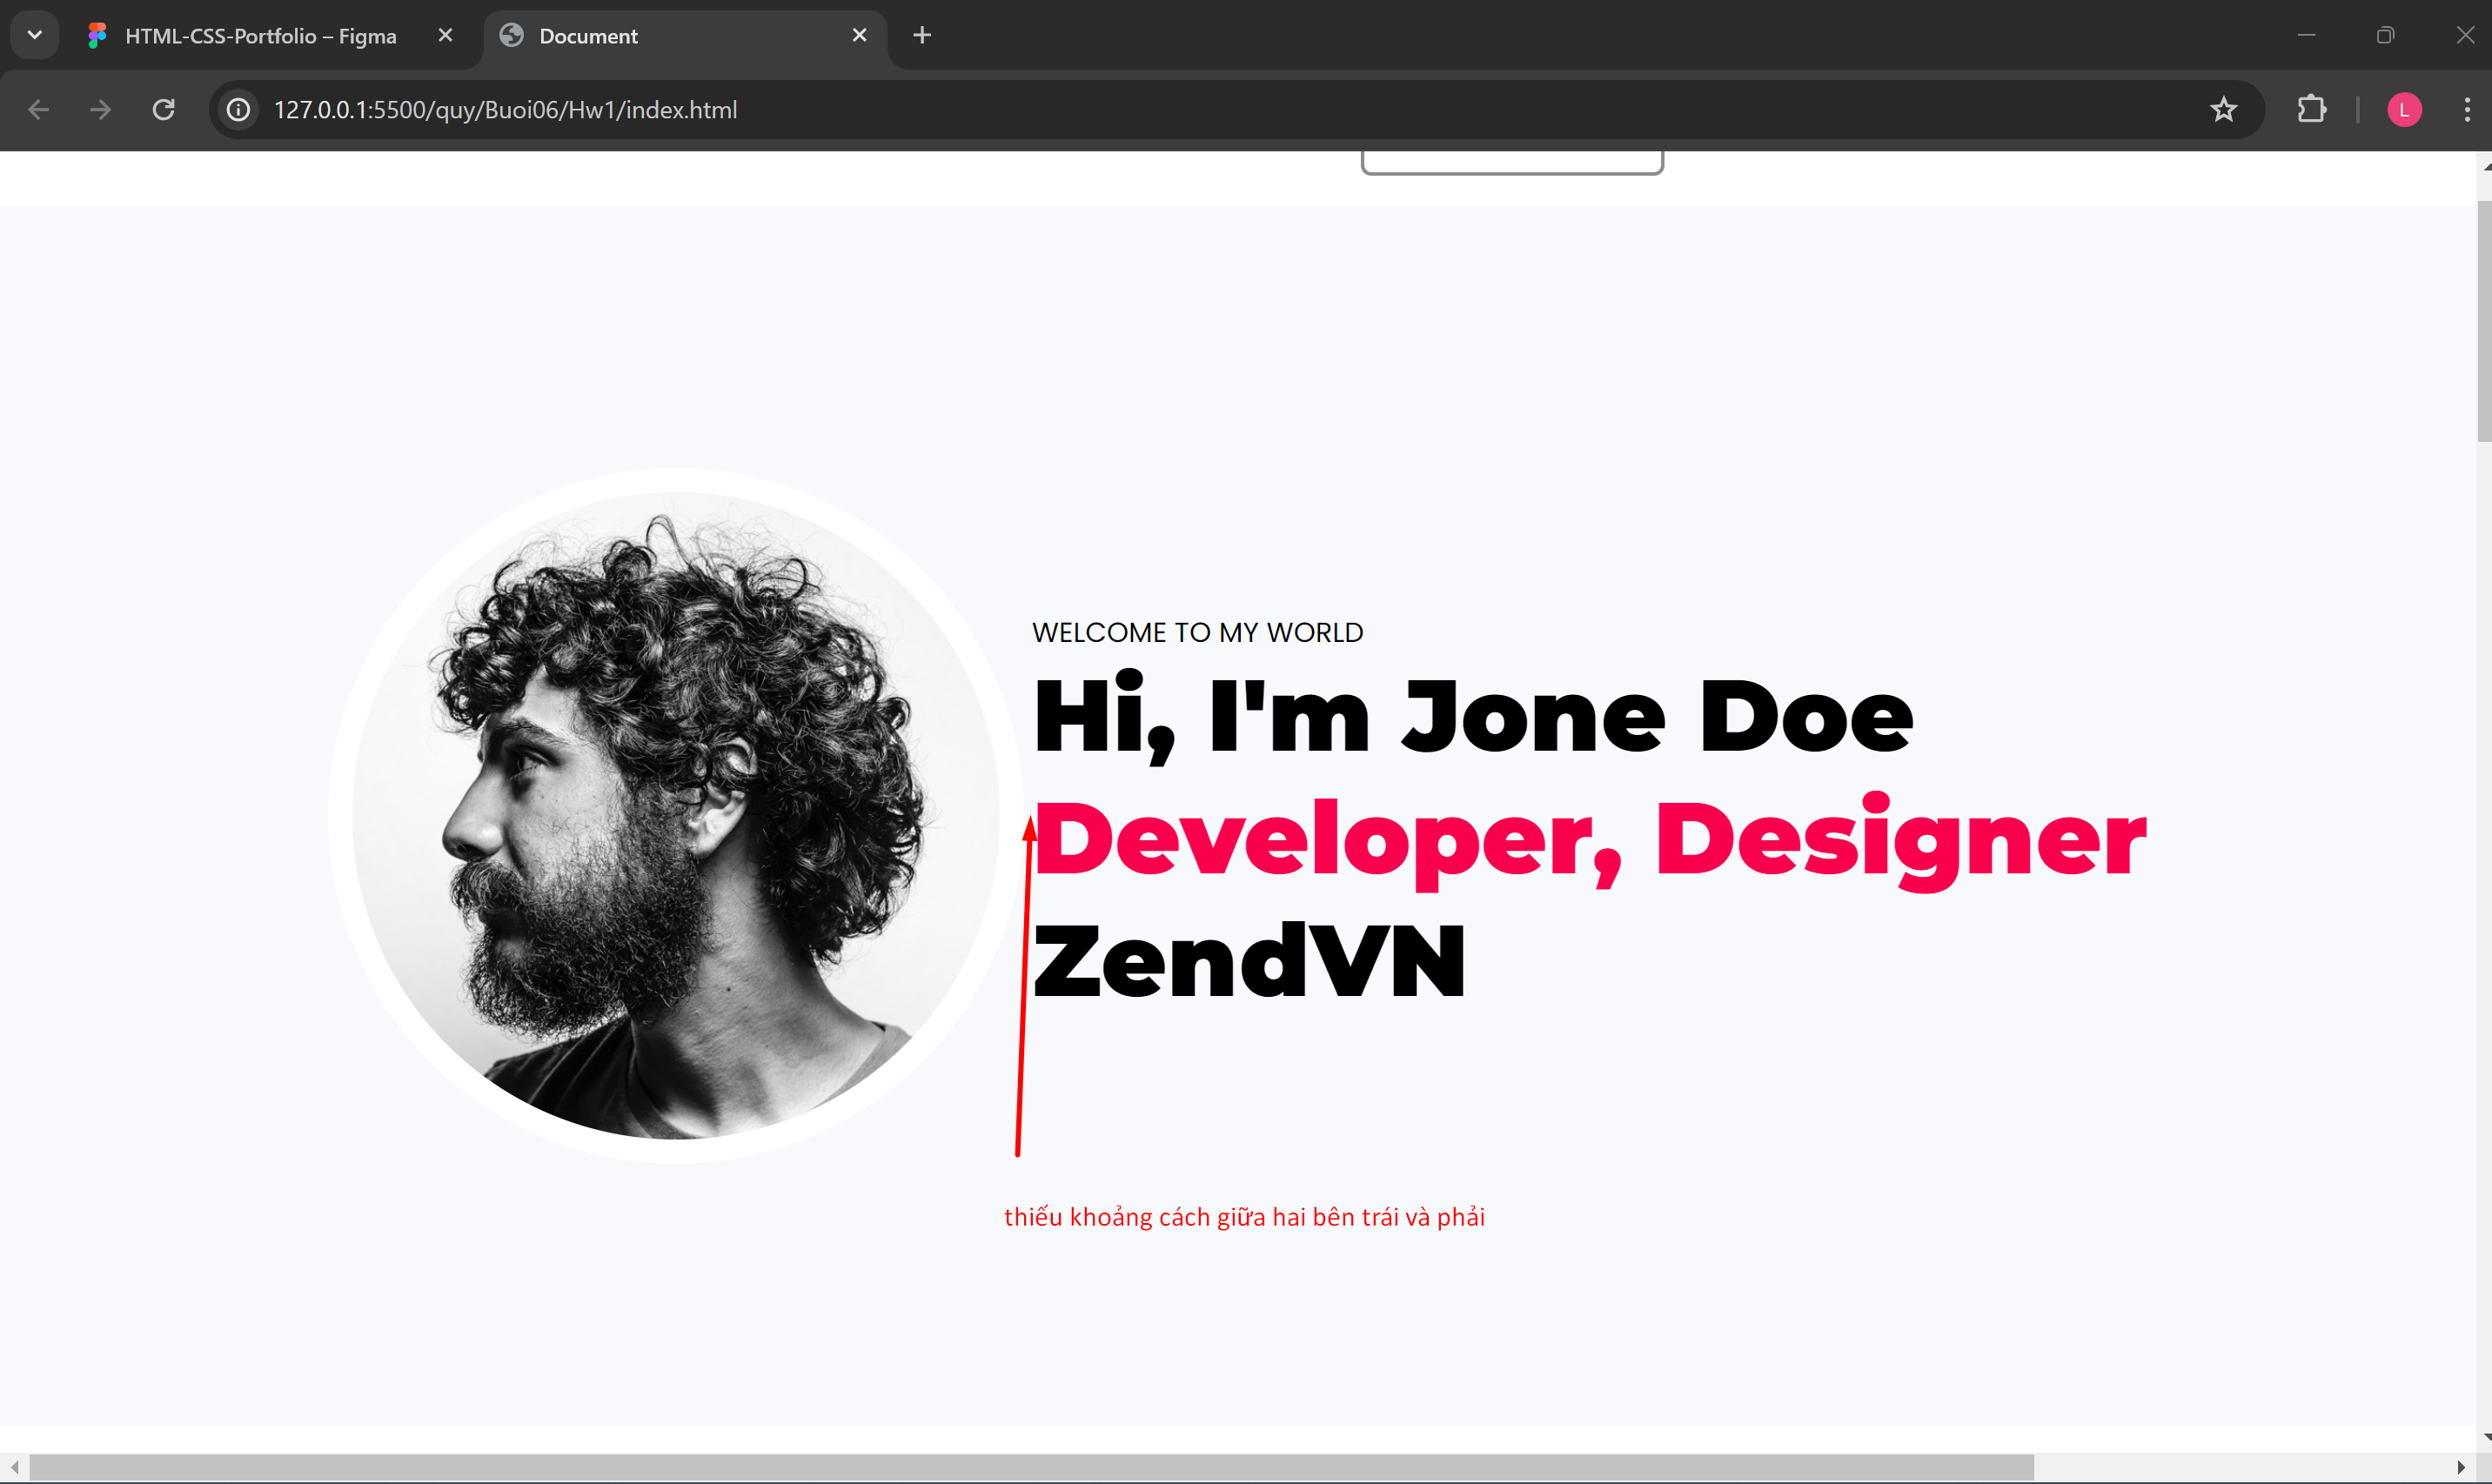 HTML-CSS-Portfolio – Figma
Document
127.0.0.1:5500/quy/Buoi06/Hw1/index.html
L
WELCOME TO MY WORLD
Hi, I'm Jone Doe
Developer, Designer
ZendVN
thiếu khoảng cách giữa hai bên trái và phải